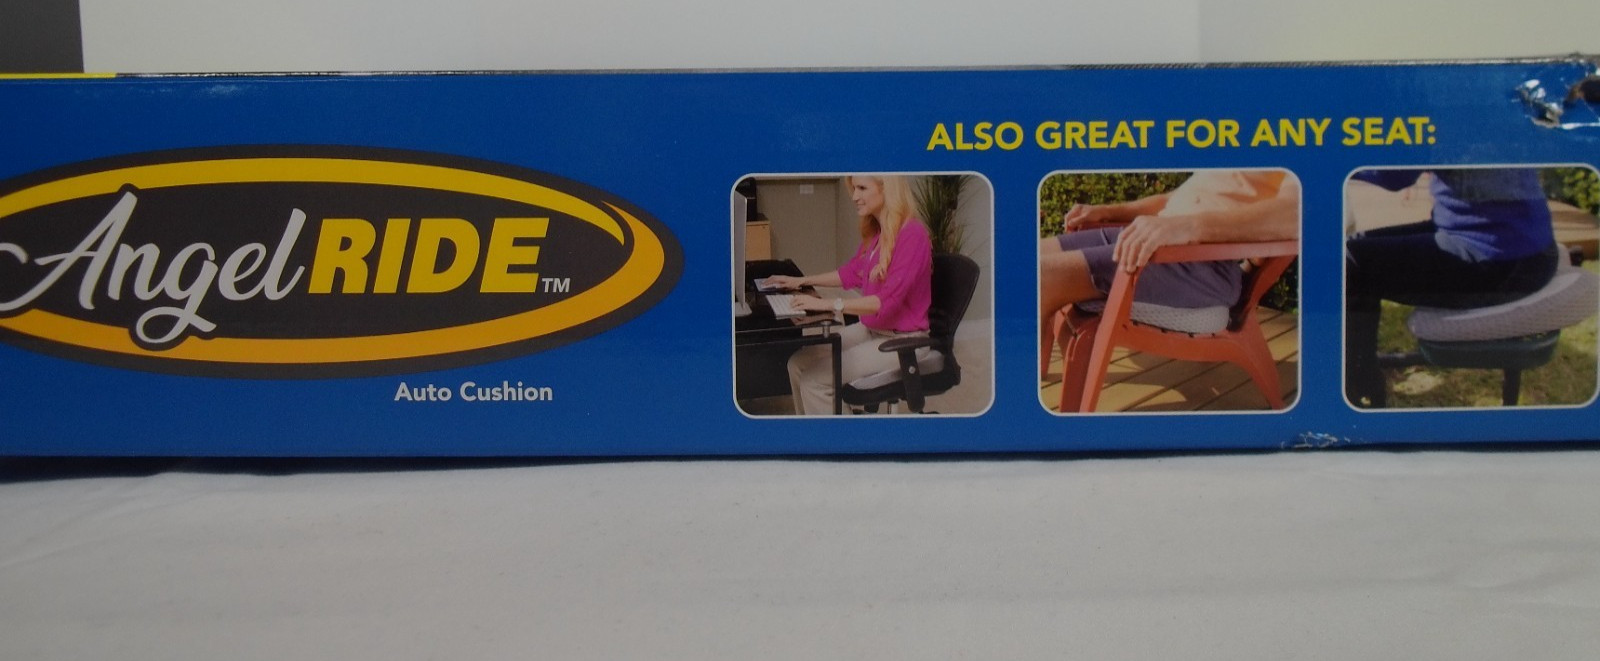 AngelRIDE™
Auto Cushion
ALSO GREAT FOR ANY SEAT: